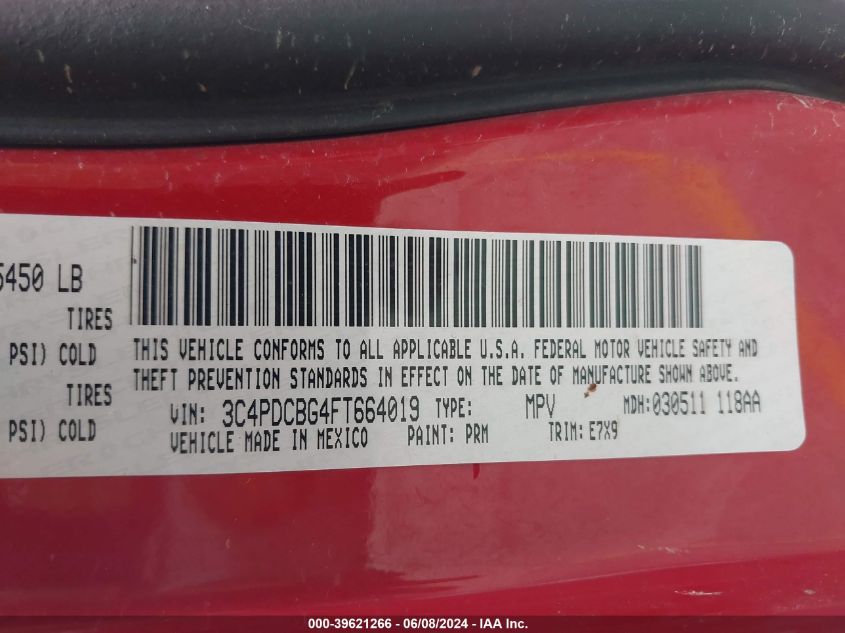 5450 LB
TIRES
PSI) COLD
TIRES
PSI) COLD
THIS VEHICLE CONFORMS TO ALL APPLICABLE U.S.A. FEDERAL MOTOR VEHICLE SAFETY AND
THEFT PREVENTION STANDARDS IN EFFECT ON THE DATE OF MANUFACTURE SHOWN ABOVE.
VIN: 3C4PDCBG4FT664019 TYPE: MPV MDH:030511 118AA
VEHICLE MADE IN MEXICO PAINT: PRM TRIM: E7X9
000-39621266 - 06/08/2024 - IAA Inc.